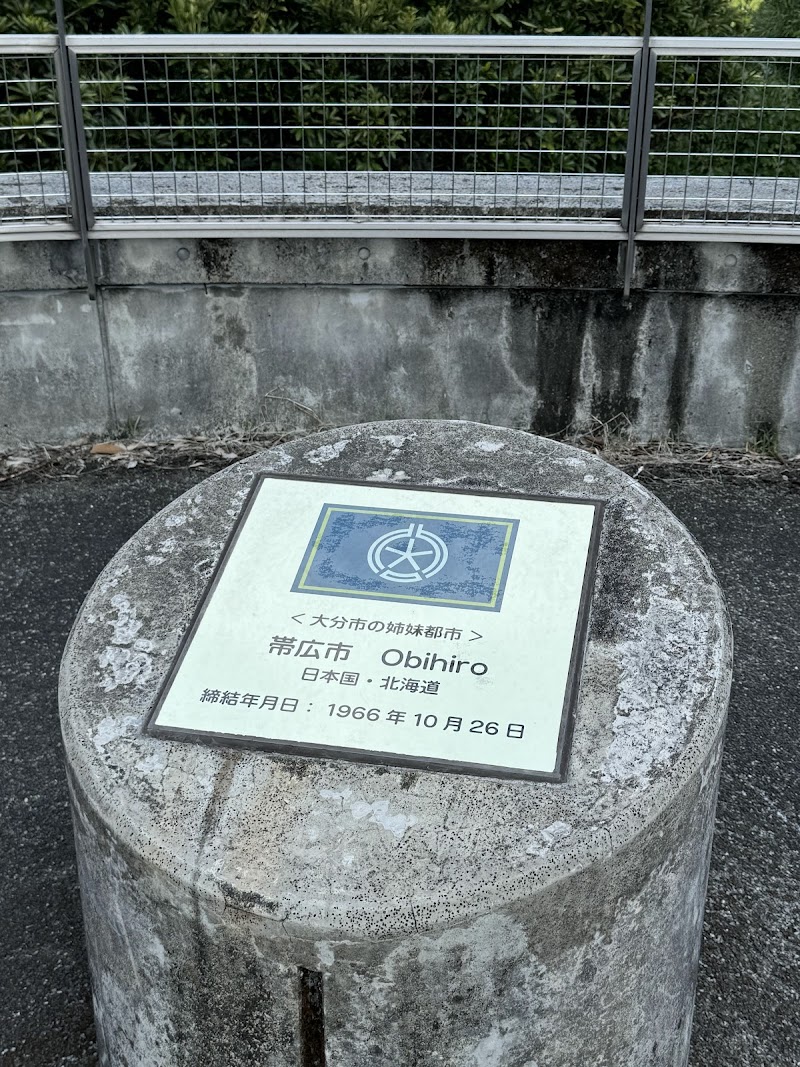 ＜大分市の姉妹都市＞
帯広市　Obihiro
日本国・北海道
締結年月日： 1966 年 10 月 26 日